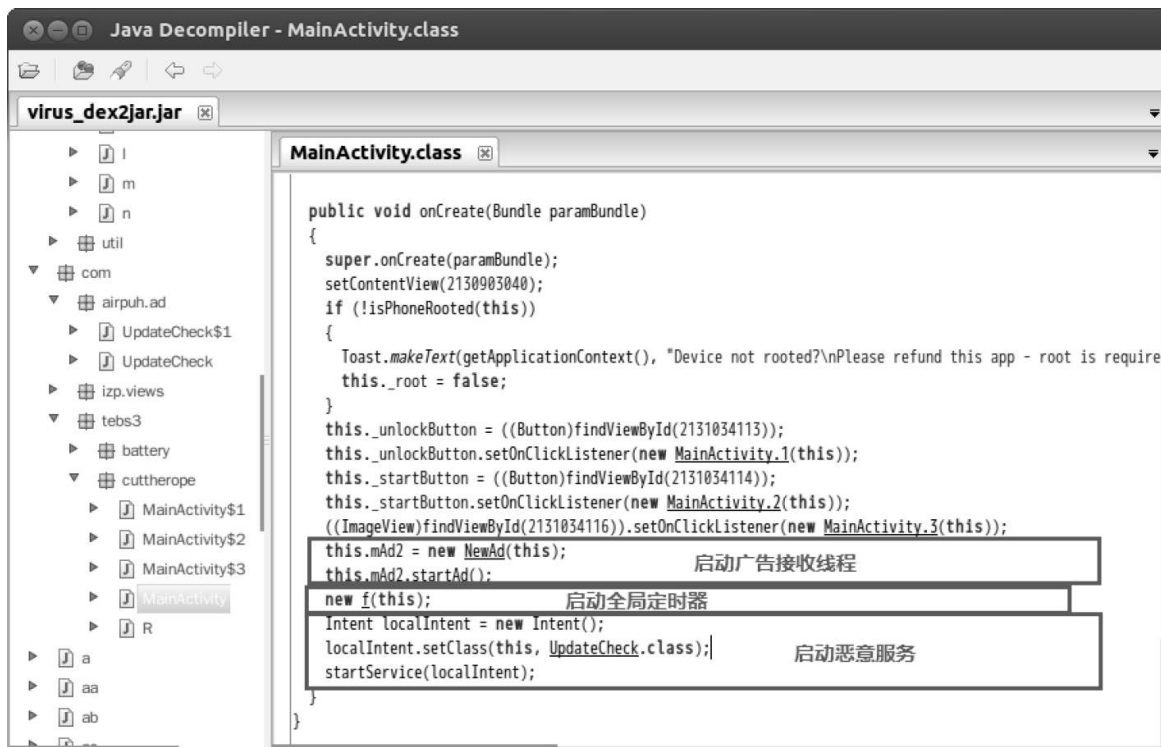 Java Decompiler - MainActivity.class
virus_dex2jar.jar
l
m
n
util
com
airpuh.ad
UpdateCheck$1
UpdateCheck
izp.views
tebs3
battery
cuttherope
MainActivity$1
MainActivity$2
MainActivity$3
MainActivity
R
a
aa
ab
MainActivity.class
public void onCreate(Bundle paramBundle)
{
super.onCreate(paramBundle);
setContentView(2130903040);
if (!isPhoneRooted(this))
{
Toast.makeText(getApplicationContext(), "Device not rooted?\nPlease refund this app - root is require
this._root = false;
}
this._unlockButton = ((Button)findViewById(2131034113));
this._unlockButton.setOnClickListener(new MainActivity.1(this));
this._startButton = ((Button)findViewById(2131034114));
this._startButton.setOnClickListener(new MainActivity.2(this));
((ImageView)findViewById(2131034116)).setOnClickListener(new MainActivity.3(this));
this.mAd2 = new NewAd(this);
启动广告接收线程
this.mAd2.startAd();
new f(this); 启动全局定时器
Intent localIntent = new Intent();
localIntent.setClass(this, UpdateCheck.class); 启动恶意服务
startService(localIntent);
}
}